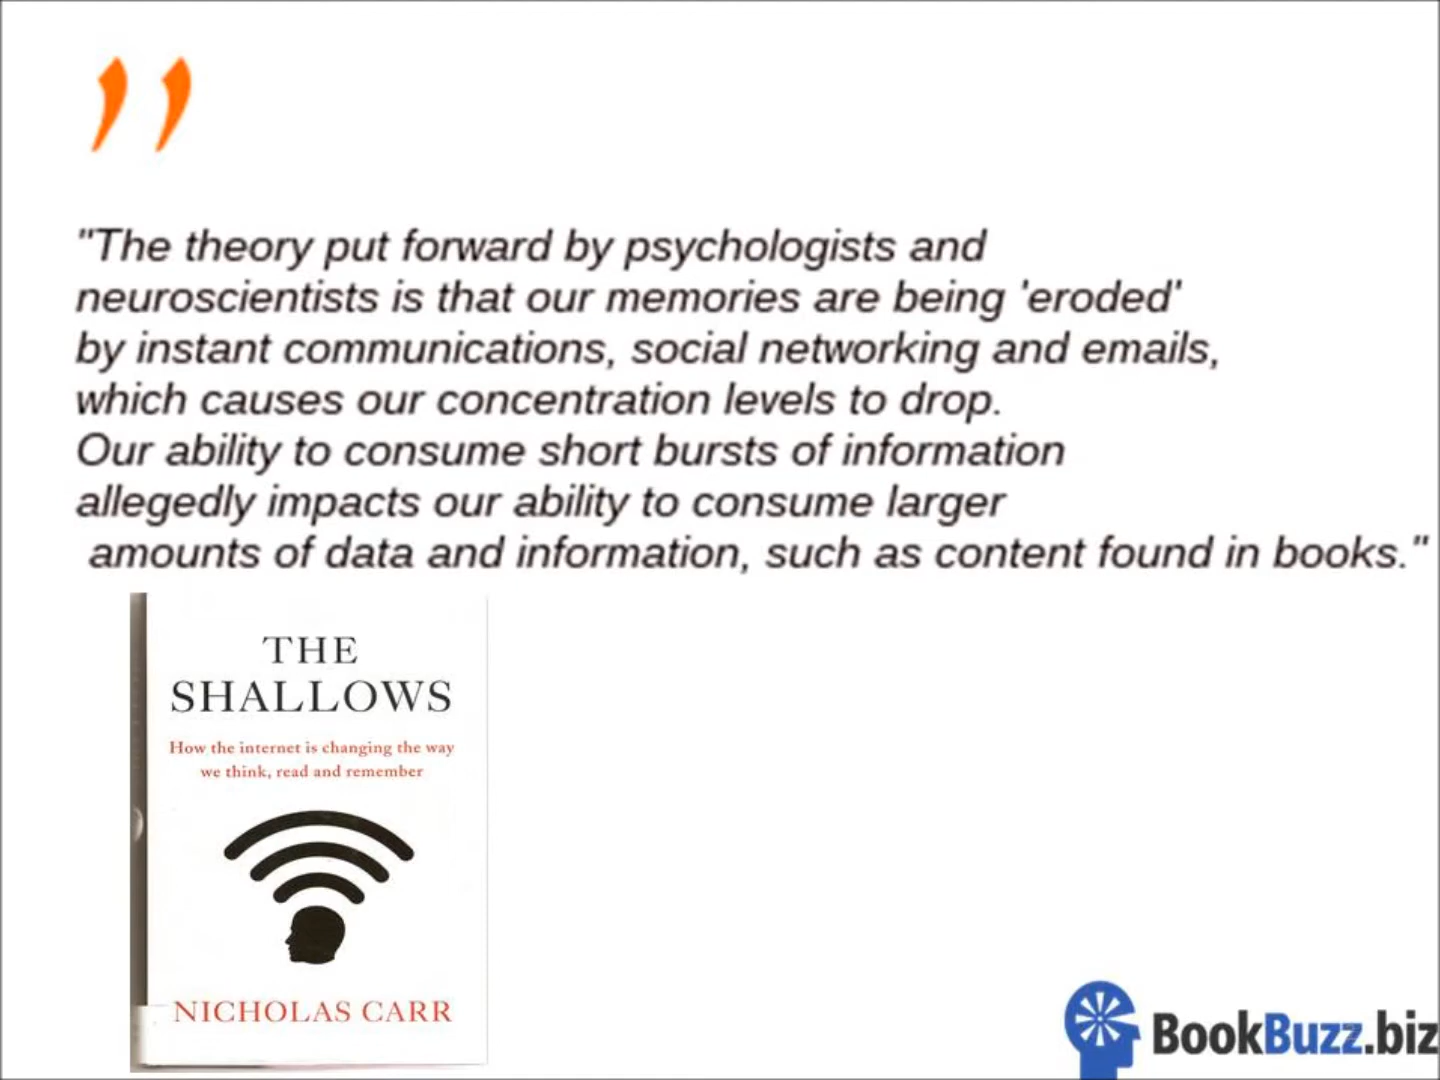 "The theory put forward by psychologists and
neuroscientists is that our memories are being 'eroded'
by instant communications, social networking and emails,
which causes our concentration levels to drop.
Our ability to consume short bursts of information
allegedly impacts our ability to consume larger
amounts of data and information, such as content found in books."
THE
SHALLOWS
How the internet is changing the way
we think, read and remember
NICHOLAS CARR
BookBuzz.biz